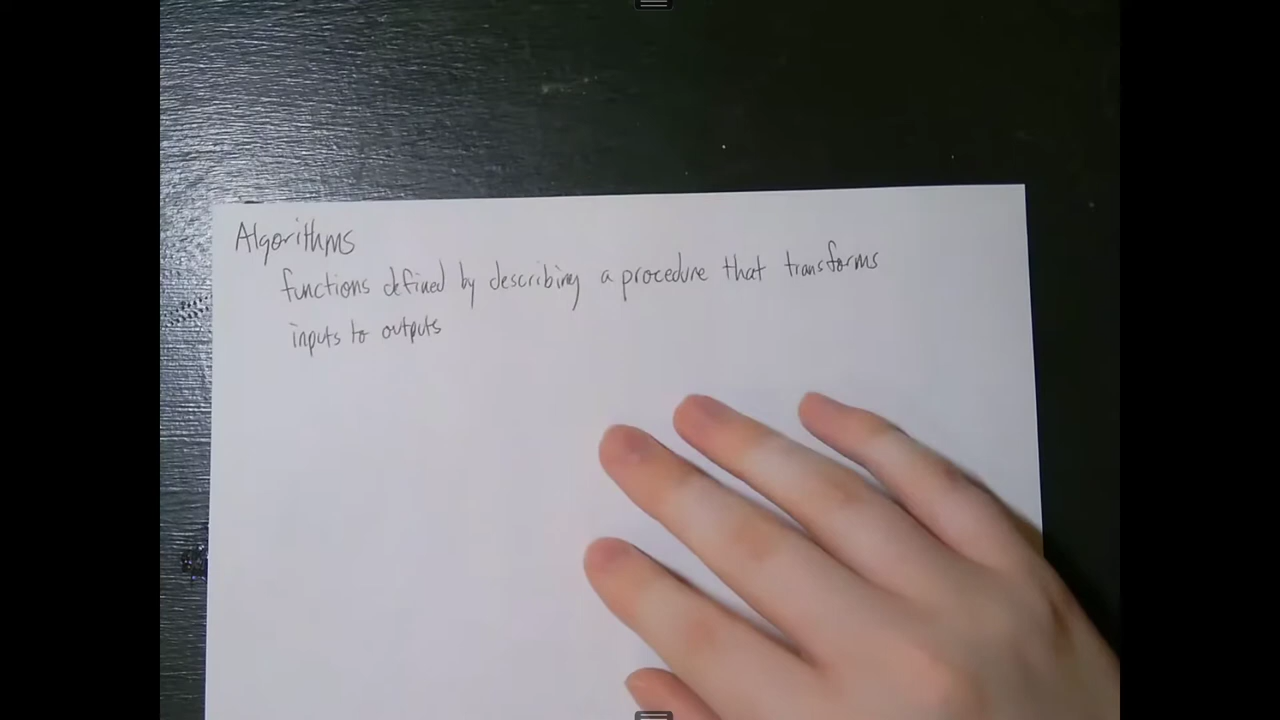 Algorithms
functions defined by describing a procedure that transforms
inputs to outputs